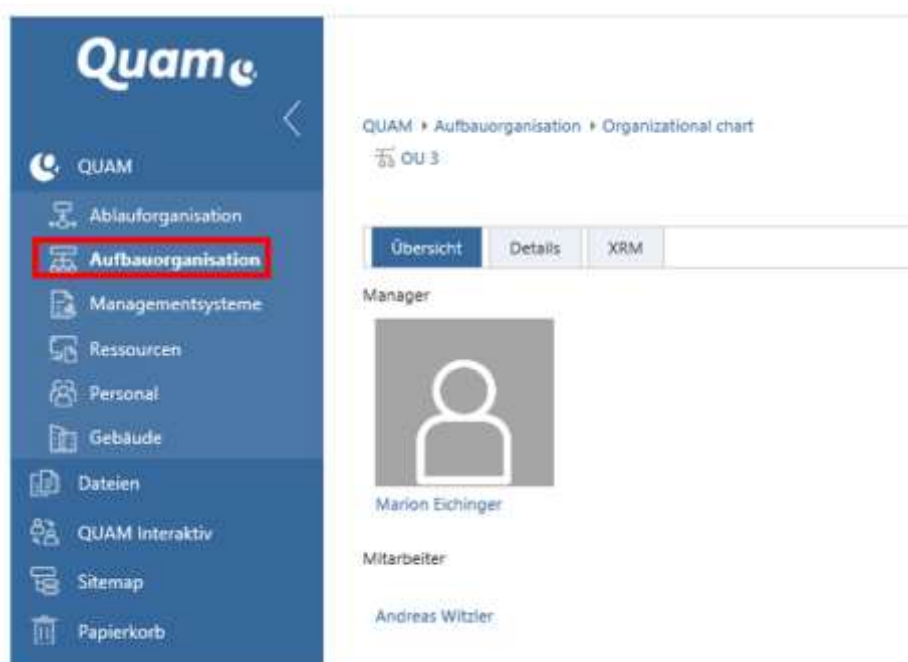 Quam
QUAM
Ablauforganisation
Aufbauorganisation
Managementsysteme
Ressourcen
Personal
Gebäude
Dateien
QUAM Interaktiv
Sitemap
Papierkorb
QUAM Aufbauorganisation Organizational chart
OU 3
Übersicht Details XRM
Manager
Marion Eichinger
Mitarbeiter
Andreas Witzler